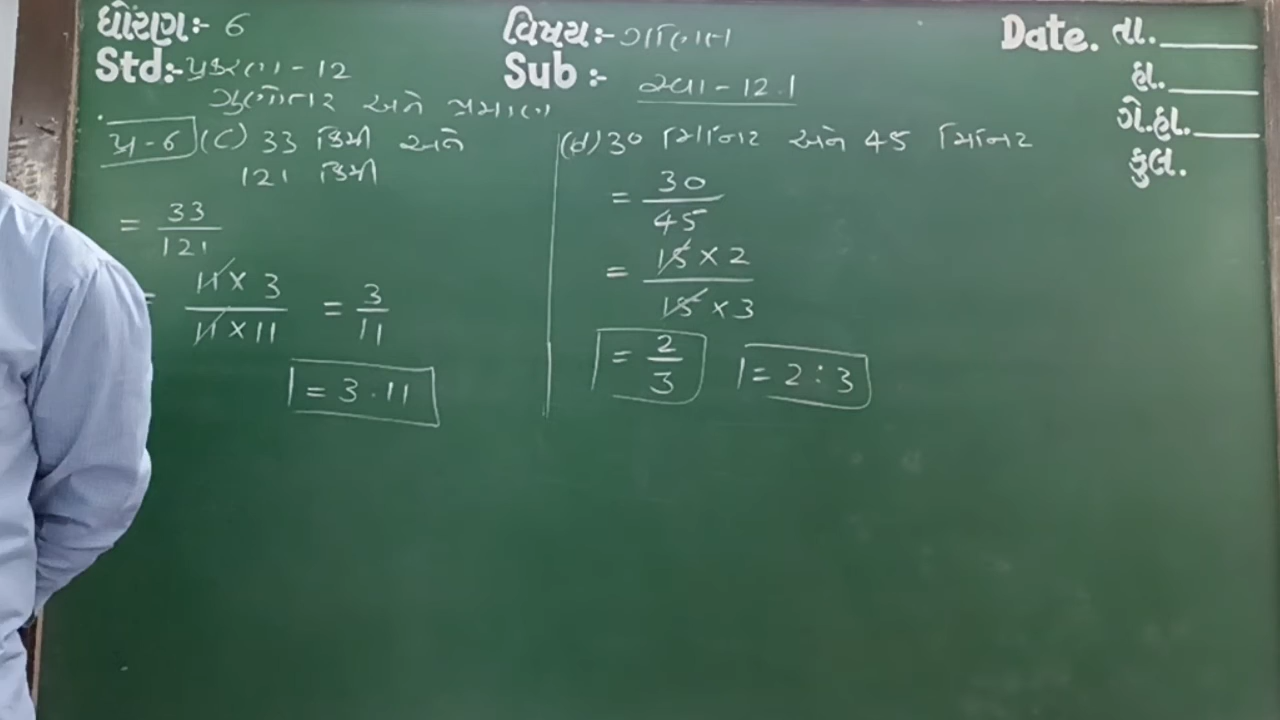 ધોરણ:- 6
Std:- પ્રકરણ - 12
ગુણોત્તર અને પ્રમાણ
વિષય:- ગણિત
Sub :-
સ્વા - 12.1
Date. તા.
હા.
ગે.હા.
કુલ.
પ્ર - 6 (C) 33 કિમી અને
121 કિમી
= 33
121
= 11 × 3
11 × 11
= 3
11
= 3 . 11
(d) 30 મિનિટ અને 45 મિનિટ
= 30
45
= 15 × 2
15 × 3
= 2
3
= 2 : 3